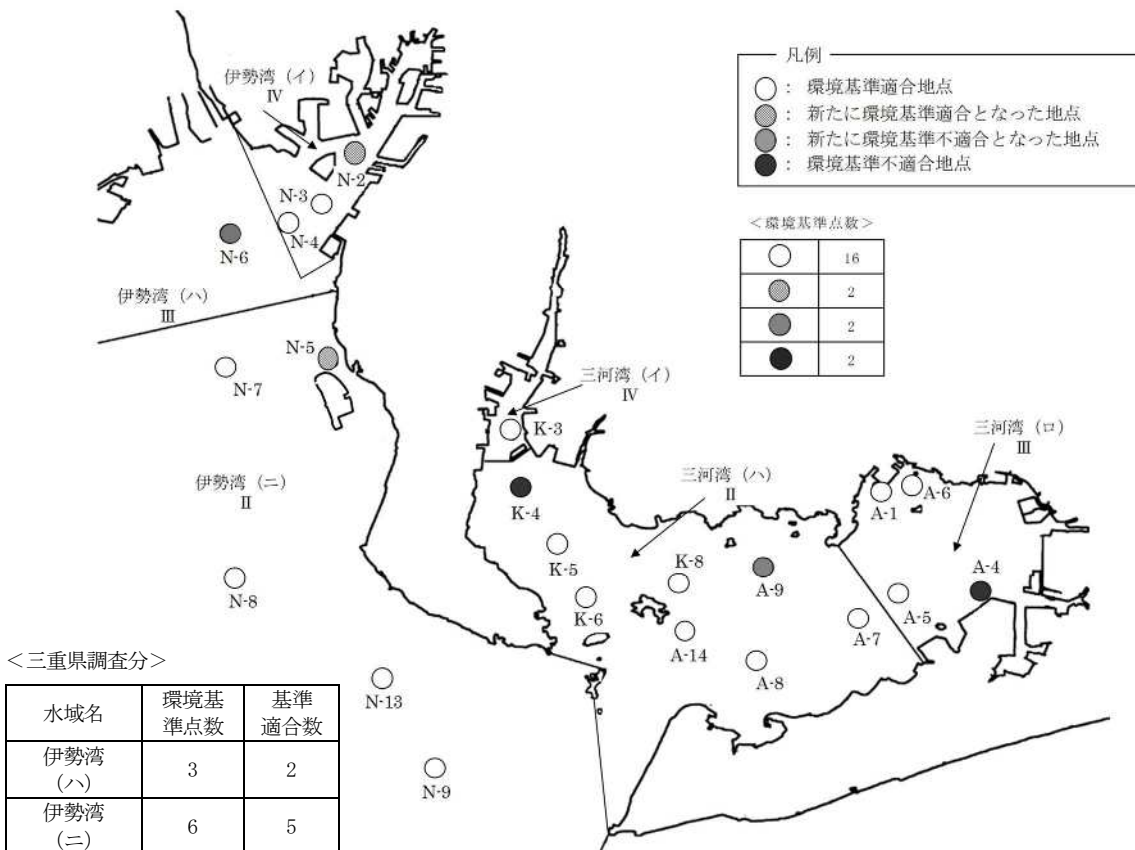 凡例
○ : 環境基準適合地点
: 新たに環境基準適合となった地点
: 新たに環境基準不適合となった地点
● : 環境基準不適合地点
<環境基準点数>
○ 16
2
2
● 2
伊勢湾 (イ)
IV
N-2
N-3
N-4
N-6
伊勢湾 (ハ)
III
N-5
N-7
三河湾 (イ)
IV
K-3
三河湾 (ロ)
III
伊勢湾 (ニ)
II
三河湾 (ハ)
II
K-4
A-1
A-6
K-5
K-8
A-9
A-4
N-8
K-6
A-5
A-7
A-14
A-8
N-13
N-9
<三重県調査分>
水域名 環境基準点数 基準適合数
伊勢湾(ハ) 3 2
伊勢湾(ニ) 6 5